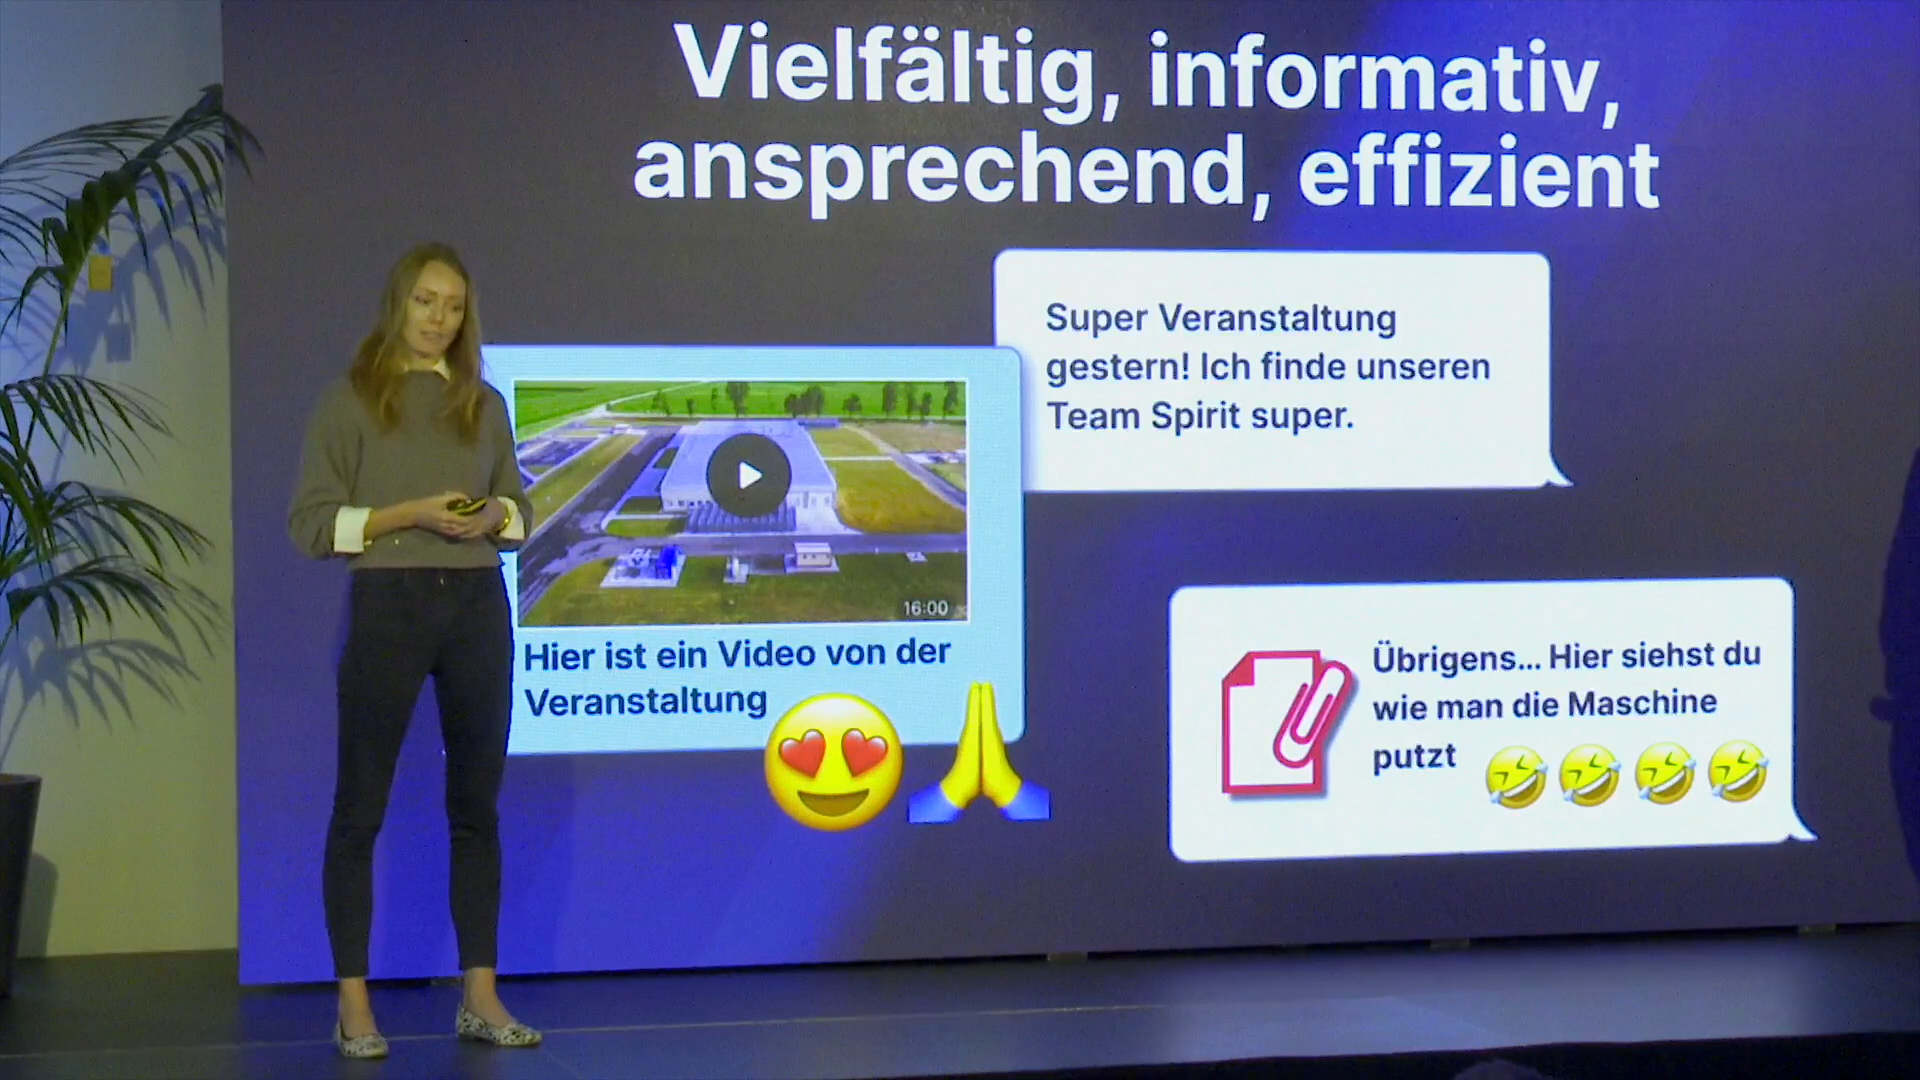 Vielfältig, informativ,
ansprechend, effizient
Super Veranstaltung
gestern! Ich finde unseren
Team Spirit super.
16:00
Hier ist ein Video von der
Veranstaltung
Übrigens... Hier siehst du
wie man die Maschine
putzt